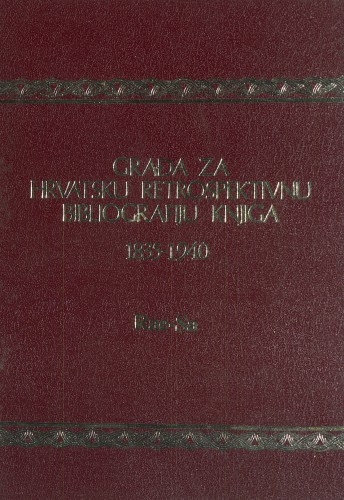 GRAĐA ZA
HRVATSKU RETROSPEKTIVNU
BIBLIOGRAFIJU KNJIGA
1835-1940